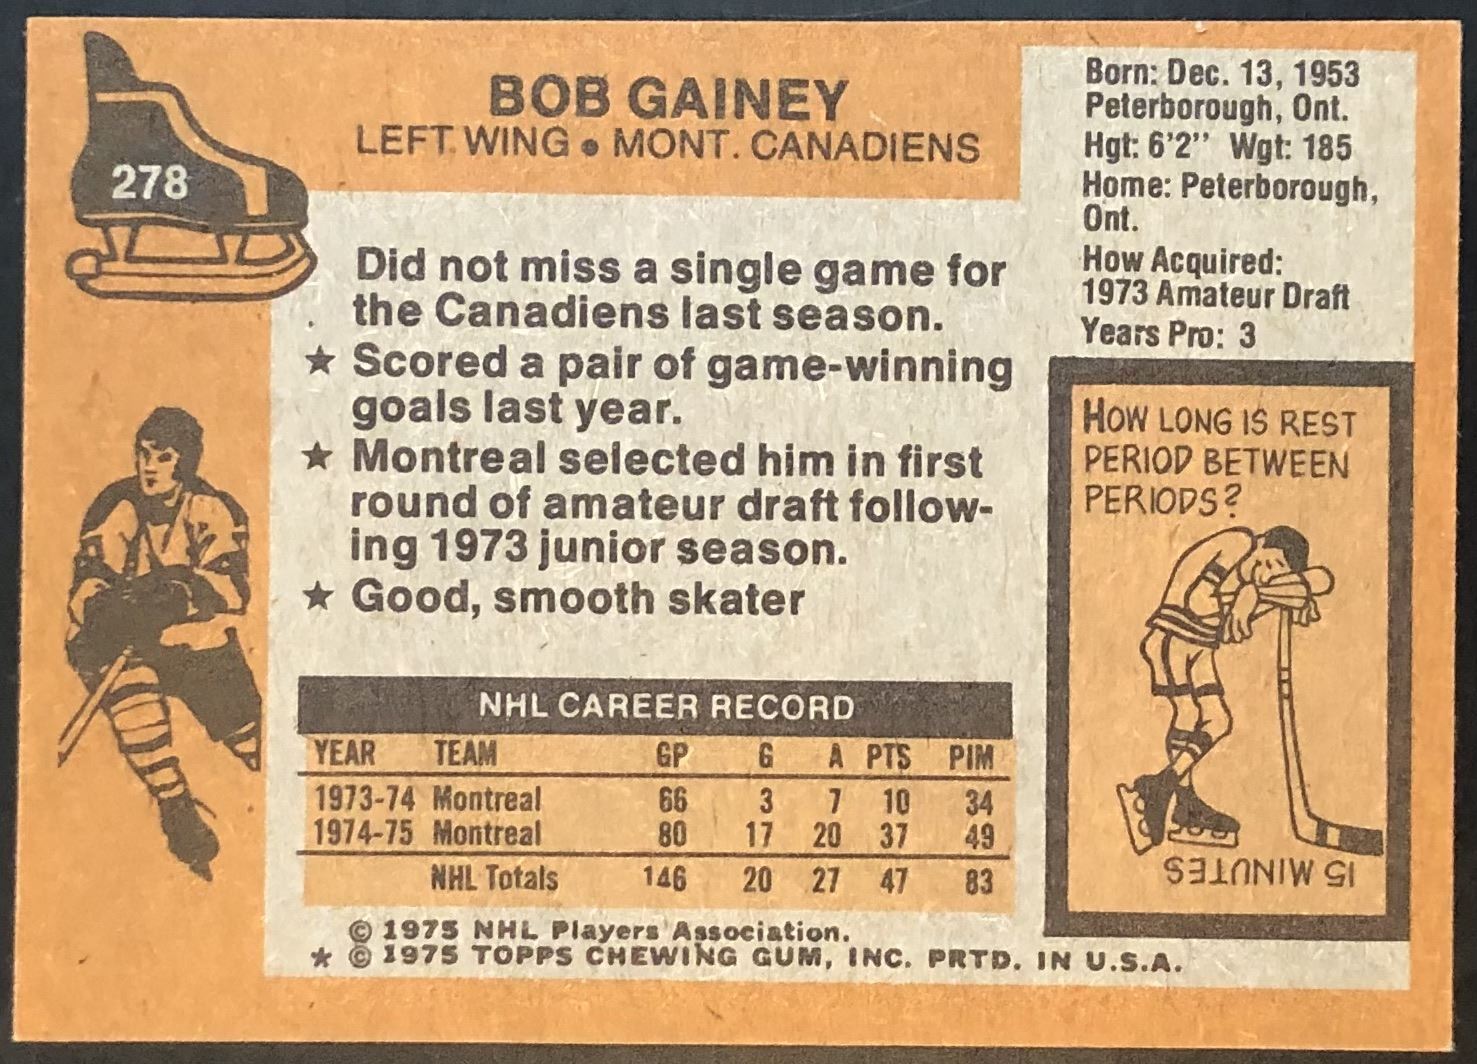 278
BOB GAINEY
LEFT WING • MONT. CANADIENS
Born: Dec. 13, 1953
Peterborough, Ont.
Hgt: 6'2" Wgt: 185
Home: Peterborough,
Ont.
How Acquired:
1973 Amateur Draft
Years Pro: 3
Did not miss a single game for
the Canadiens last season.
★ Scored a pair of game-winning
goals last year.
★ Montreal selected him in first
round of amateur draft follow-
ing 1973 junior season.
★ Good, smooth skater
NHL CAREER RECORD
YEAR TEAM GP G A PTS PIM
1973-74 Montreal 66 3 7 10 34
1974-75 Montreal 80 17 20 37 49
NHL Totals 146 20 27 47 83
HOW LONG IS REST
PERIOD BETWEEN
PERIODS?
15 MINUTES
© 1975 NHL Players Association.
★ © 1975 TOPPS CHEWING GUM, INC. PRTD. IN U.S.A.